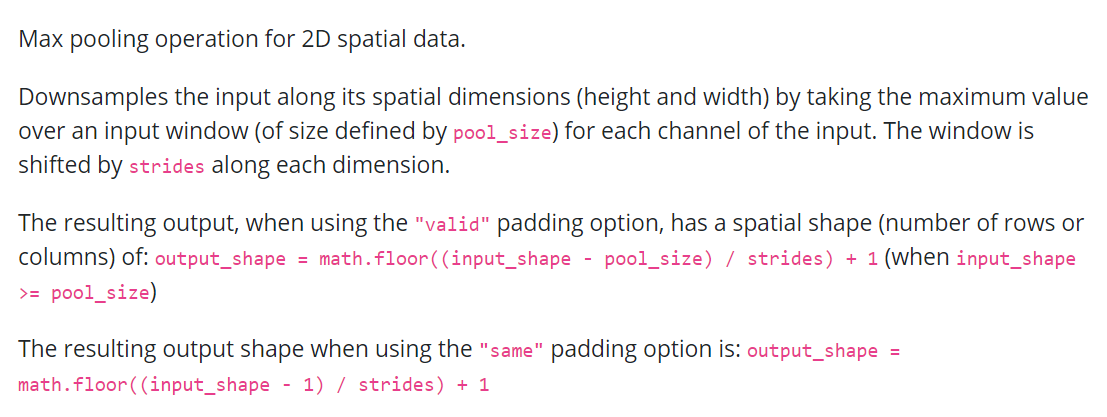 Max pooling operation for 2D spatial data.
Downsamples the input along its spatial dimensions (height and width) by taking the maximum value
over an input window (of size defined by pool_size) for each channel of the input. The window is
shifted by strides along each dimension.
The resulting output, when using the "valid" padding option, has a spatial shape (number of rows or
columns) of: output_shape = math.floor((input_shape - pool_size) / strides) + 1 (when input_shape
>= pool_size)
The resulting output shape when using the "same" padding option is: output_shape =
math.floor((input_shape - 1) / strides) + 1